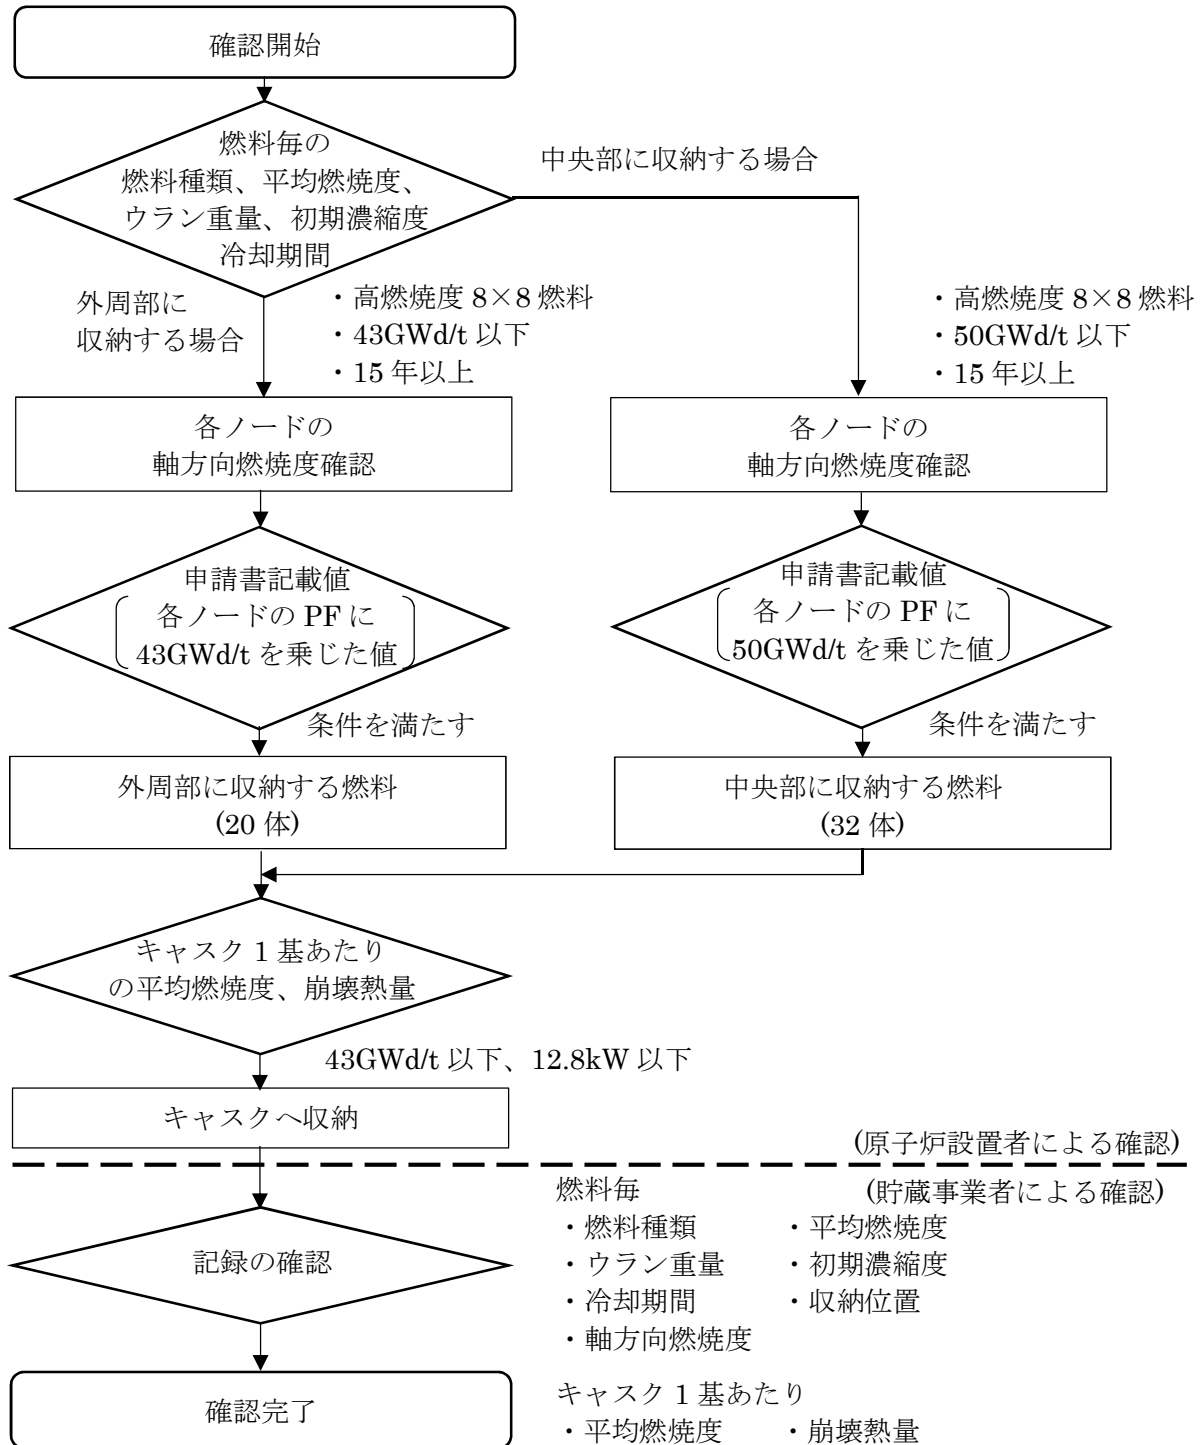 確認開始
燃料毎の
燃料種類、平均燃焼度、
ウラン重量、初期濃縮度
冷却期間
中央部に収納する場合
外周部に
収納する場合
・高燃焼度 8×8 燃料
・43GWd/t 以下
・15 年以上
・高燃焼度 8×8 燃料
・50GWd/t 以下
・15 年以上
各ノードの
軸方向燃焼度確認
各ノードの
軸方向燃焼度確認
申請書記載値
各ノードの PF に
43GWd/t を乗じた値
申請書記載値
各ノードの PF に
50GWd/t を乗じた値
条件を満たす
条件を満たす
外周部に収納する燃料
(20 体)
中央部に収納する燃料
(32 体)
キャスク 1 基あたり
の平均燃焼度、崩壊熱量
43GWd/t 以下、12.8kW 以下
キャスクへ収納
(原子炉設置者による確認)
(貯蔵事業者による確認)
記録の確認
燃料毎
・燃料種類 ・平均燃焼度
・ウラン重量 ・初期濃縮度
・冷却期間 ・収納位置
・軸方向燃焼度
キャスク 1 基あたり
・平均燃焼度 ・崩壊熱量
確認完了